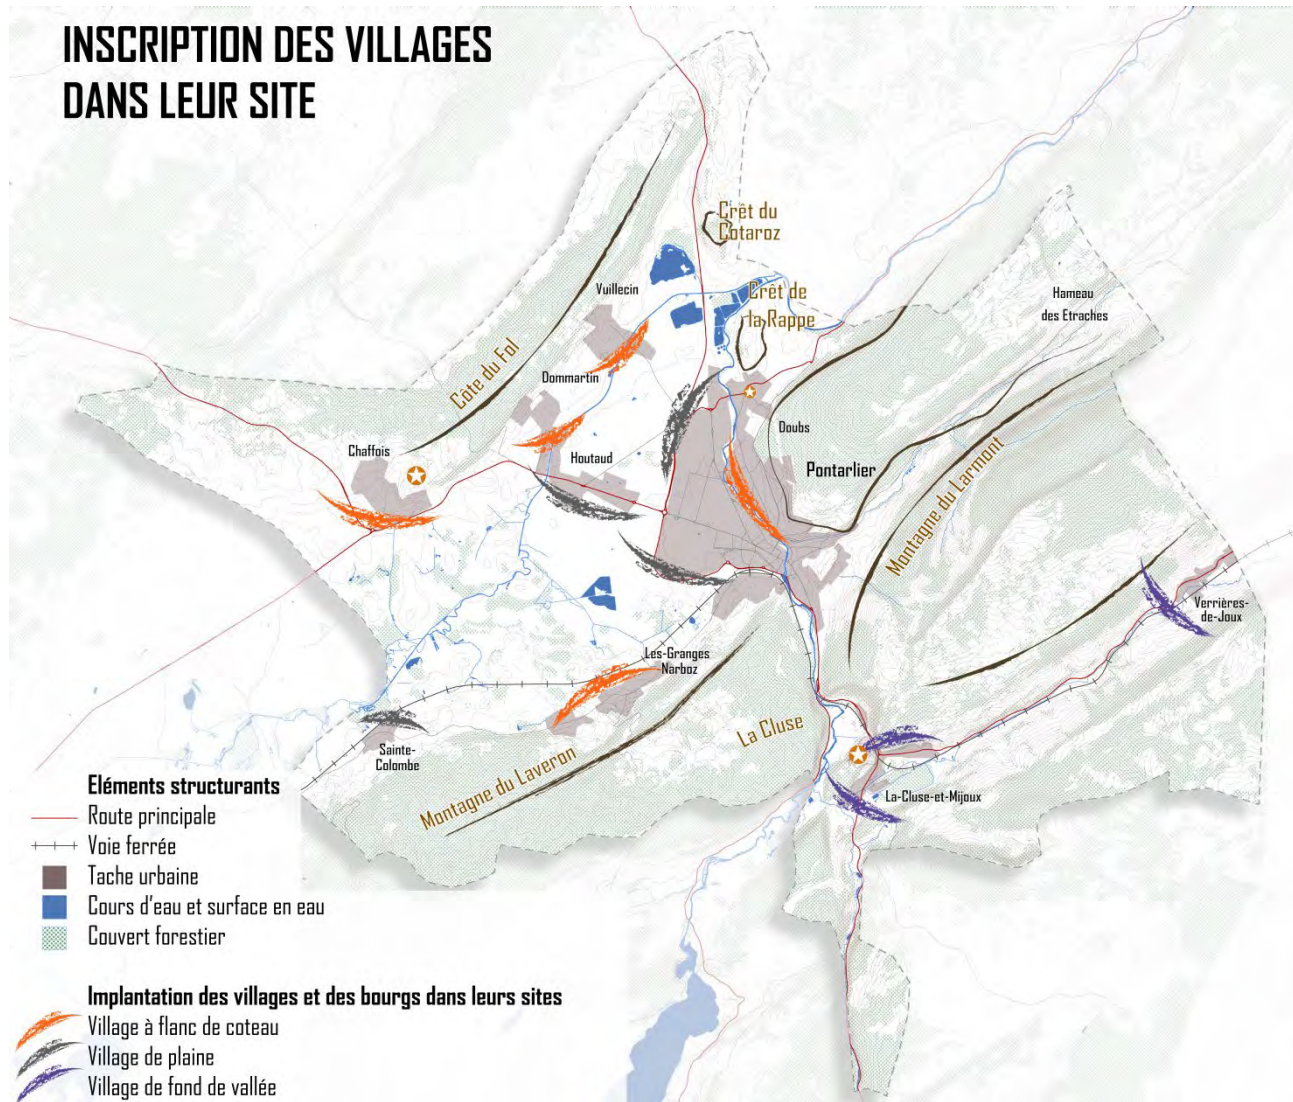 INSCRIPTION DES VILLAGES
DANS LEUR SITE
Crêt du
Cotaroz
Vuillecin
Crêt de
la Rappe
Hameau
des Etraches
Côte du Fol
Dommartin
Doubs
Chaffois
Houtaud
Pontarlier
Montagne du Larmont
Verrières-
de-Joux
Les-Granges
Narboz
La Cluse
Sainte-
Colombe
Montagne du Laveron
La-Cluse-et-Mijoux
Eléments structurants
Route principale
Voie ferrée
Tache urbaine
Cours d'eau et surface en eau
Couvert forestier
Implantation des villages et des bourgs dans leurs sites
Village à flanc de coteau
Village de plaine
Village de fond de vallée